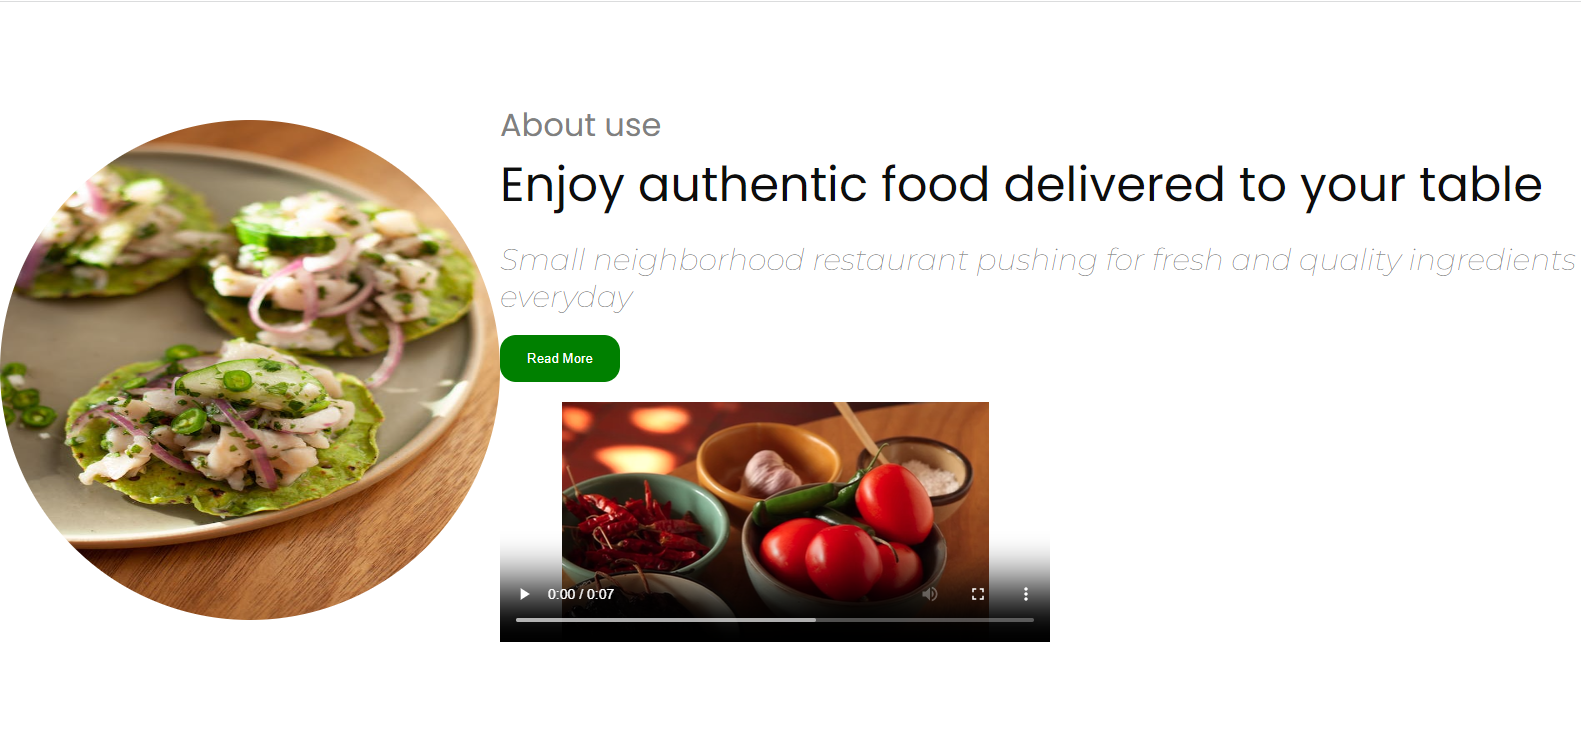 About use
Enjoy authentic food delivered to your table
Small neighborhood restaurant pushing for fresh and quality ingredients
everyday
Read More
0:00 / 0:07